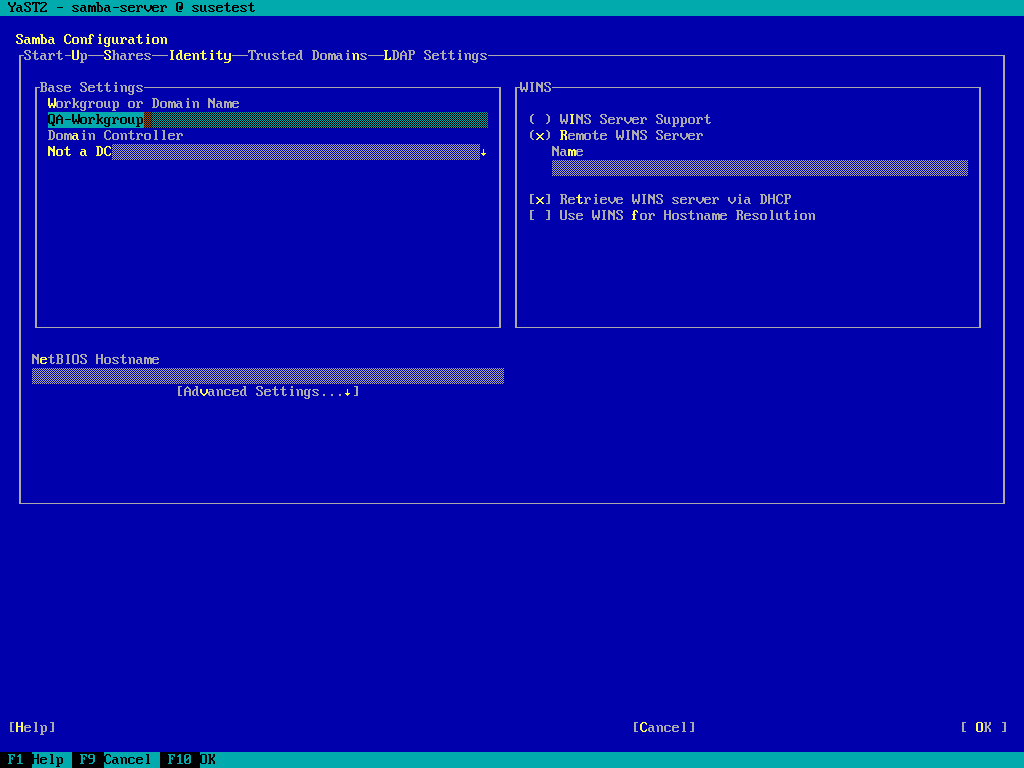 YaST2 - samba-server @ susetest
Samba Configuration
Start-Up Shares Identity Trusted Domains LDAP Settings
Base Settings
Workgroup or Domain Name
QA-Workgroup
Domain Controller
Not a DC ↓
WINS
( ) WINS Server Support
(x) Remote WINS Server
Name
[x] Retrieve WINS server via DHCP
[ ] Use WINS for Hostname Resolution
NetBIOS Hostname
[Advanced Settings...↓]
[Help] [Cancel] [ OK ]
F1 Help F9 Cancel F10 OK